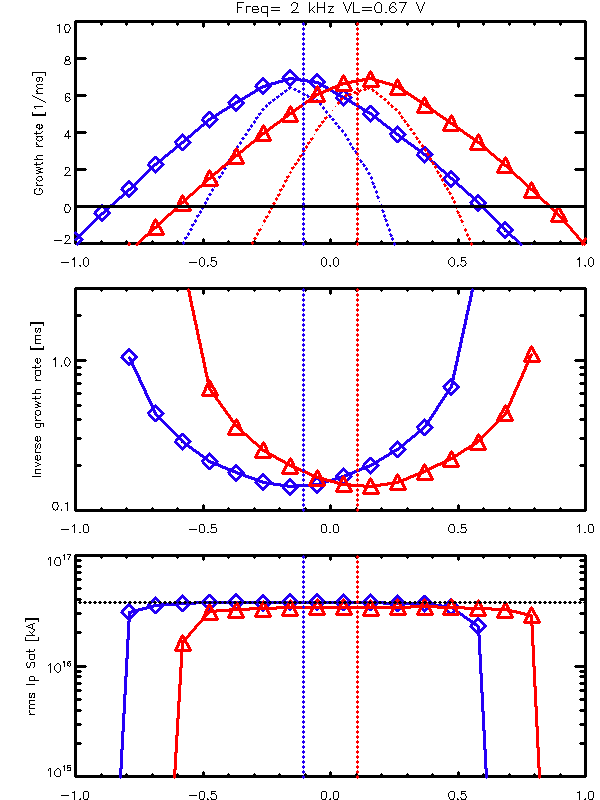 Freq= 2 kHz VL=0.67 V
Growth rate [1/ms]
10
8
6
4
2
0
-2
-1.0 -0.5 0.0 0.5 1.0
Inverse growth rate [ms]
1.0
0.1
-1.0 -0.5 0.0 0.5 1.0
rms Ip Sat [kA]
10^17
10^16
10^15
-1.0 -0.5 0.0 0.5 1.0